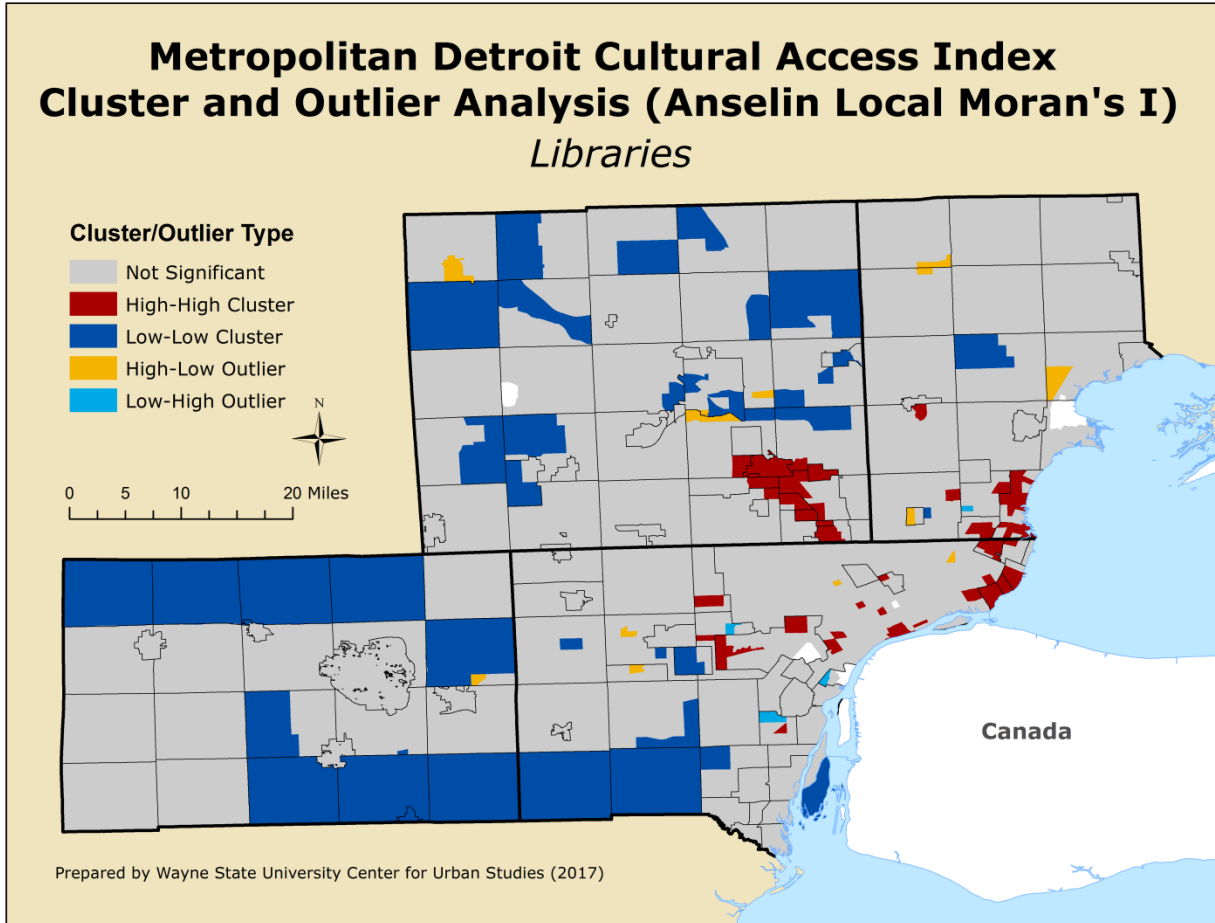 Metropolitan Detroit Cultural Access Index
Cluster and Outlier Analysis (Anselin Local Moran's I)
Libraries
Cluster/Outlier Type
Not Significant
High-High Cluster
Low-Low Cluster
High-Low Outlier
Low-High Outlier
N
0 5 10 20 Miles
Canada
Prepared by Wayne State University Center for Urban Studies (2017)